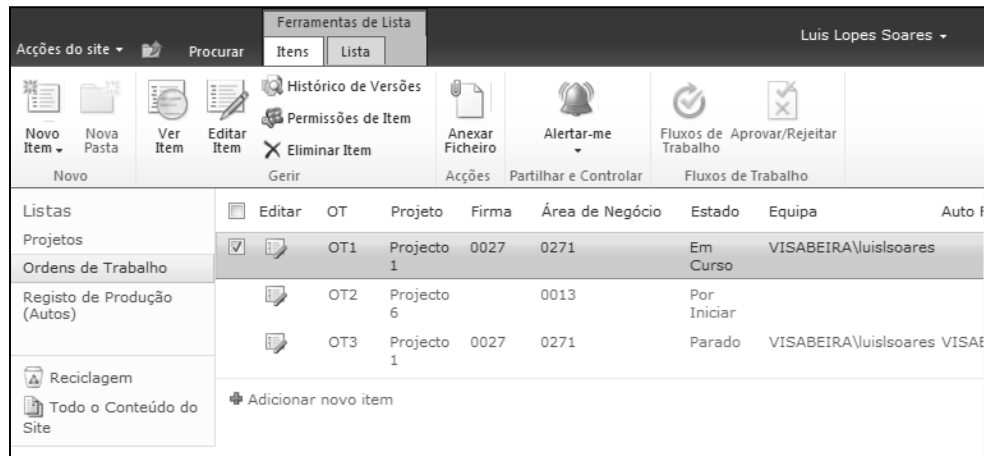 Ferramentas de Lista
Luis Lopes Soares
Acções do site
Procurar
Itens
Lista
Novo
Item
Nova
Pasta
Ver
Item
Editar
Item
Histórico de Versões
Permissões de Item
Eliminar Item
Anexar
Ficheiro
Alertar-me
Fluxos de
Trabalho
Aprovar/Rejeitar
Novo
Gerir
Acções
Partilhar e Controlar
Fluxos de Trabalho
Listas
Projetos
Ordens de Trabalho
Registo de Produção
(Autos)
Reciclagem
Todo o Conteúdo do
Site
Editar OT Projeto Firma Área de Negócio Estado Equipa Auto
OT1 Projecto 0027 0271 Em VISABEIRA\luislsoares
1 Curso
OT2 Projecto 0013 Por
6 Iniciar
OT3 Projecto 0027 0271 Parado VISABEIRA\luislsoares
1
Adicionar novo item